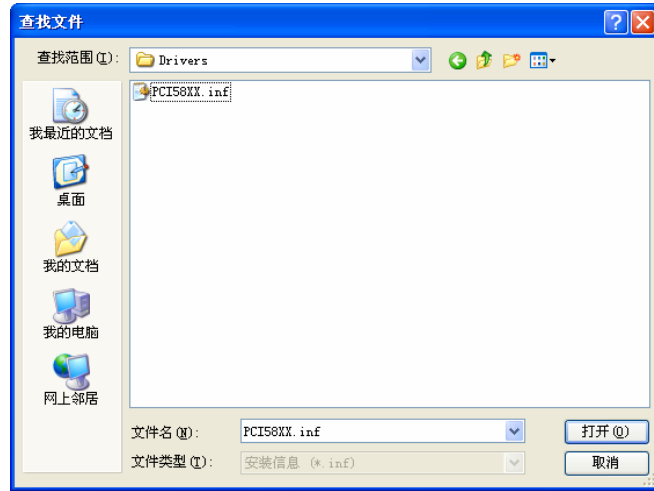 查找文件
查找范围(I):
Drivers
PCI58XX.inf
我最近的文档
桌面
我的文档
我的电脑
网上邻居
文件名(N):
PCI58XX.inf
打开(O)
文件类型(T):
安装信息 (*.inf)
取消